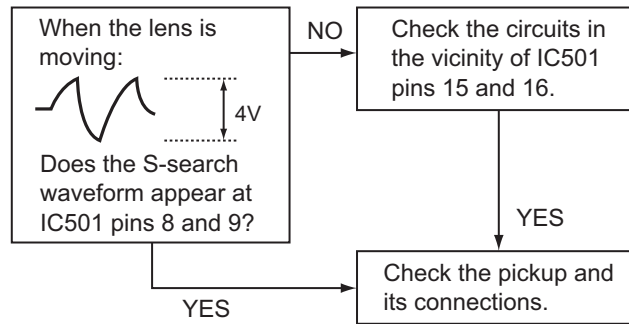 When the lens is
moving:
4V
Does the S-search
waveform appear at
IC501 pins 8 and 9?
NO
Check the circuits in
the vicinity of IC501
pins 15 and 16.
YES
YES
Check the pickup and
its connections.